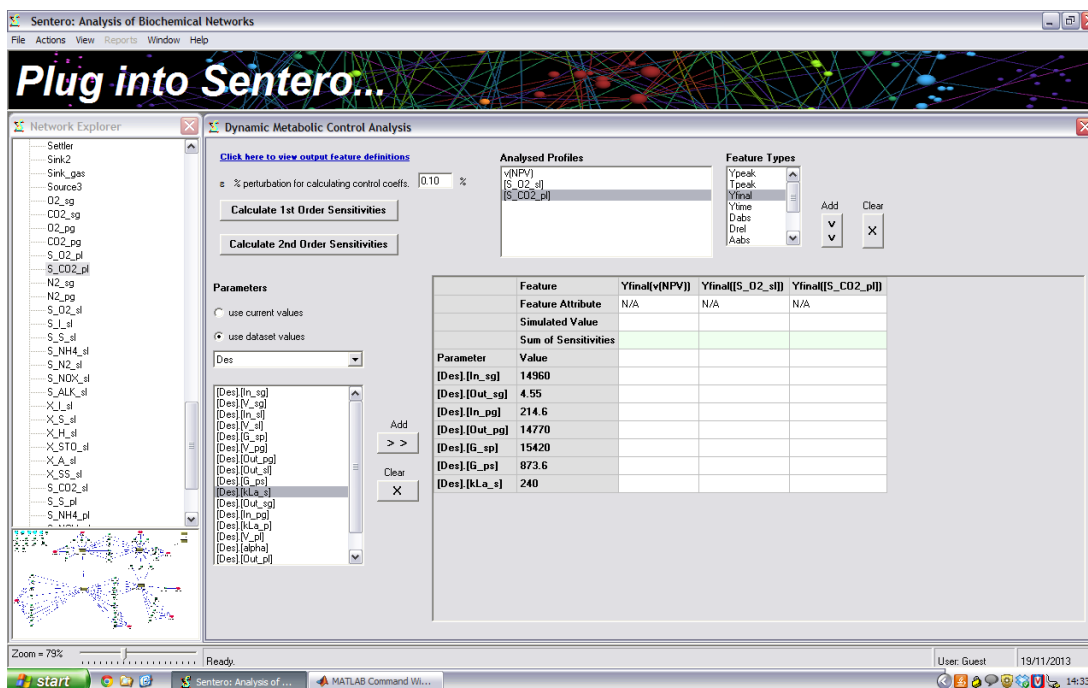 Sentero: Analysis of Biochemical Networks
File Actions View Reports Window Help
Plug into Sentero...
Network Explorer
Settler
Sink2
Sink_gas
Source3
O2_sg
CO2_sg
O2_pg
CO2_pg
S_O2_pl
S_CO2_pl
N2_sg
N2_pg
S_O2_sl
S_I_sl
S_S_sl
S_NH4_sl
S_N2_sl
S_NOX_sl
S_ALK_sl
X_I_sl
X_S_sl
X_H_sl
X_STO_sl
X_A_sl
X_SS_sl
S_CO2_sl
S_S_pl
S_NH4_pl
Zoom = 79%
Dynamic Metabolic Control Analysis
Click here to view output feature definitions
ε % perturbation for calculating control coeffs. 0.10 %
Calculate 1st Order Sensitivities
Calculate 2nd Order Sensitivities
Analysed Profiles
v(NPV)
[S_O2_sl]
[S_CO2_pl]
Feature Types
Ypeak
Tpeak
Yfinal
Ytime
Dabs
Drel
Aabs
Add
v
v
Clear
X
Parameters
use current values
use dataset values
Des
[Des].[In_sg]
[Des].[V_sg]
[Des].[In_sl]
[Des].[V_sl]
[Des].[G_sp]
[Des].[V_pg]
[Des].[Out_pg]
[Des].[Out_sl]
[Des].[G_ps]
[Des].[kLa_s]
[Des].[Out_sg]
[Des].[In_pg]
[Des].[kLa_p]
[Des].[V_pl]
[Des].[alpha]
[Des].[Out_pl]
Add
> >
Clear
X
Feature Yfinal(v(NPV)) Yfinal([S_O2_sl]) Yfinal([S_CO2_pl])
Feature Attribute N/A N/A N/A
Simulated Value
Sum of Sensitivities
Parameter Value
[Des].[In_sg] 14960
[Des].[Out_sg] 4.55
[Des].[In_pg] 214.6
[Des].[Out_pg] 14770
[Des].[G_sp] 15420
[Des].[G_ps] 873.6
[Des].[kLa_s] 240
Ready.
User: Guest 19/11/2013
start
Sentero: Analysis of ...
MATLAB Command Wi...